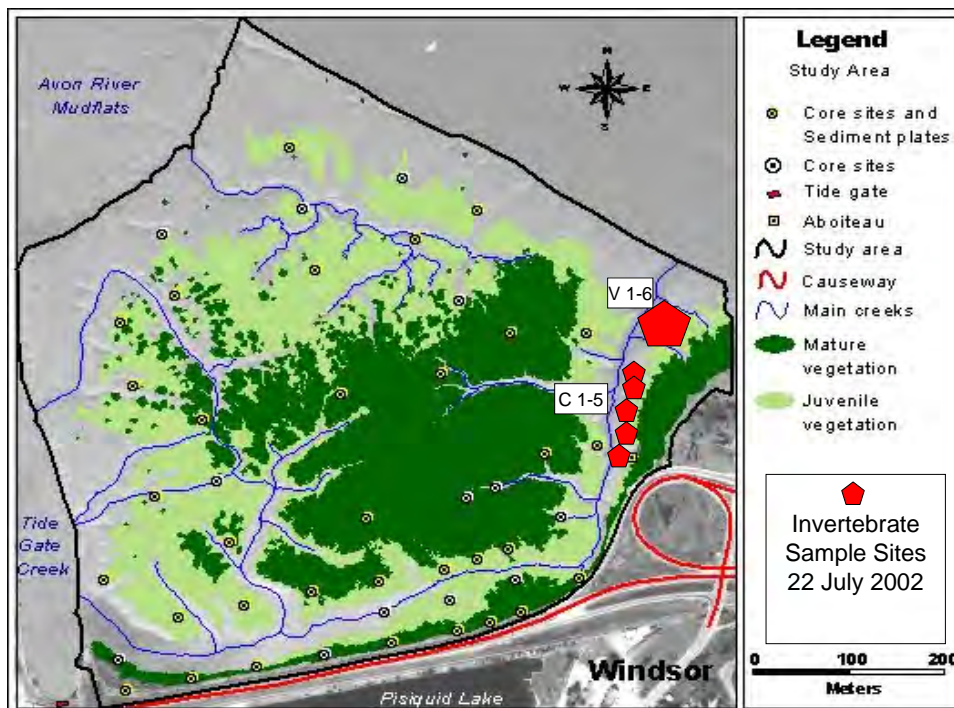 Avon River
Mudflats
N
W
E
S
V 1-6
C 1-5
Tide
Gate
Creek
Windsor
Pisiquid Lake
Legend
Study Area
Core sites and
Sediment plates
Core sites
Tide gate
Aboiteau
Study area
Causeway
Main creeks
Mature
vegetation
Juvenile
vegetation
Invertebrate
Sample Sites
22 July 2002
0 100 200
Meters